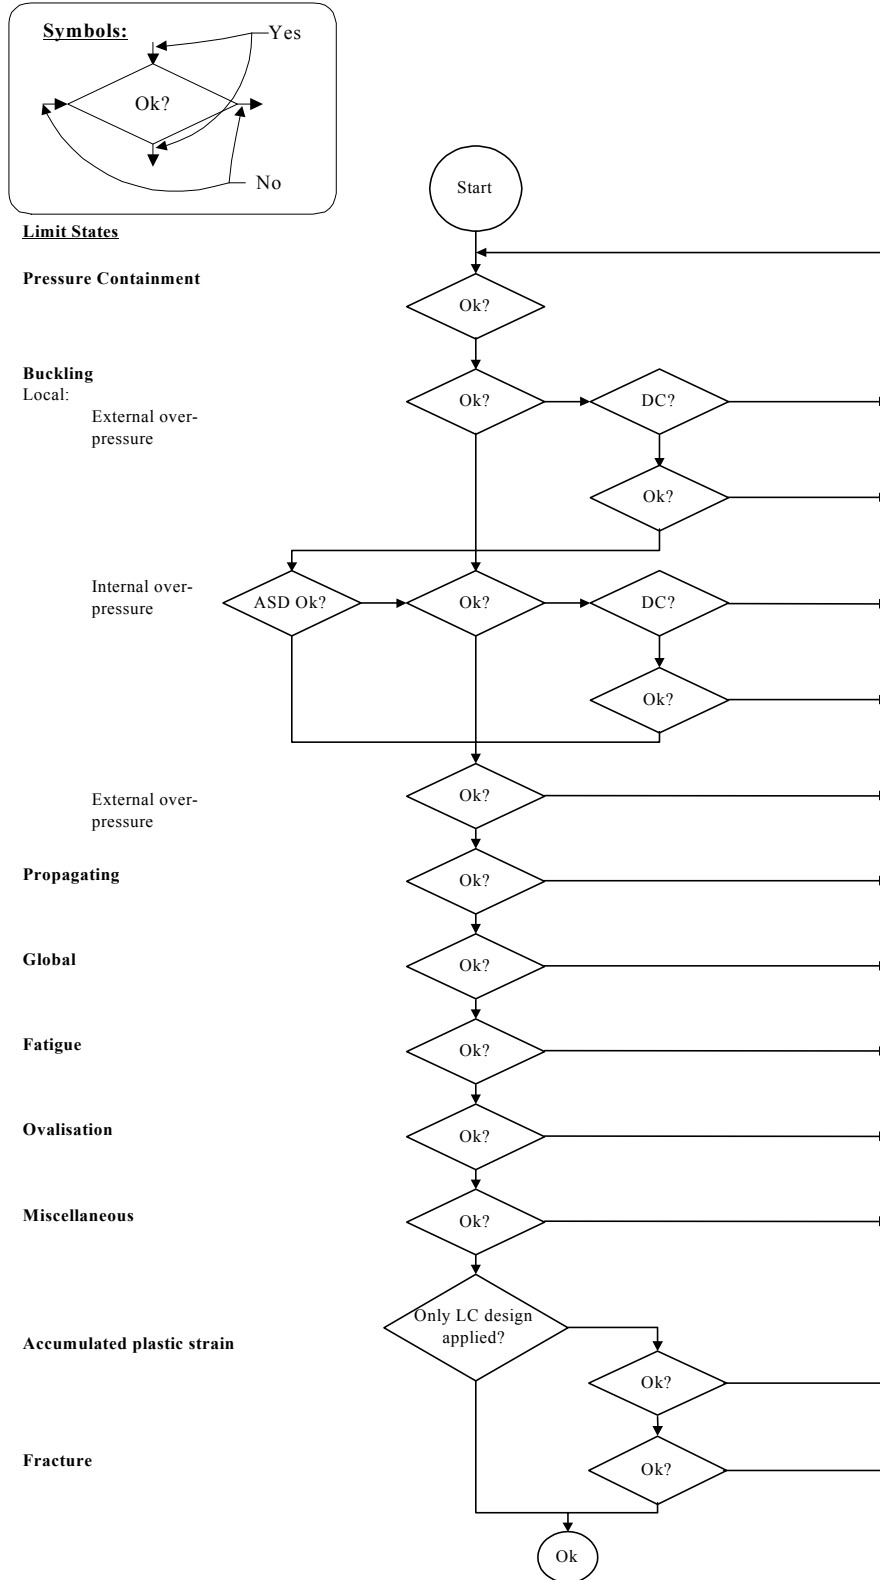 Symbols:
Yes
Ok?
No
Start
Limit States
Pressure Containment
Ok?
Buckling
Local:
External over-
pressure
Ok?
DC?
Ok?
Internal over-
pressure
ASD Ok?
Ok?
DC?
Ok?
External over-
pressure
Ok?
Propagating
Ok?
Global
Ok?
Fatigue
Ok?
Ovalisation
Ok?
Miscellaneous
Ok?
Only LC design
applied?
Accumulated plastic strain
Ok?
Fracture
Ok?
Ok